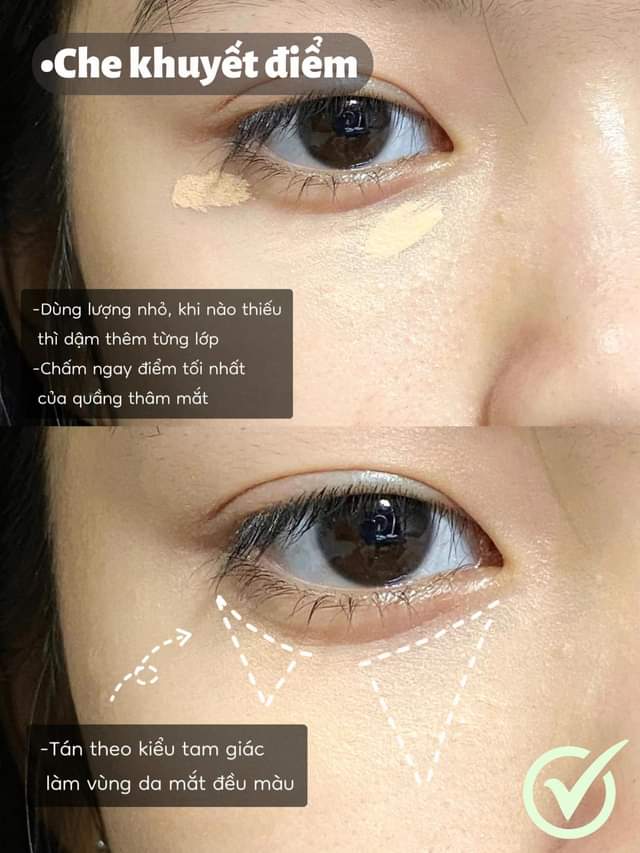 •Che khuyết điểm
-Dùng lượng nhỏ, khi nào thiếu
thì dậm thêm từng lớp
-Chấm ngay điểm tối nhất
của quầng thâm mắt
-Tán theo kiểu tam giác
làm vùng da mắt đều màu